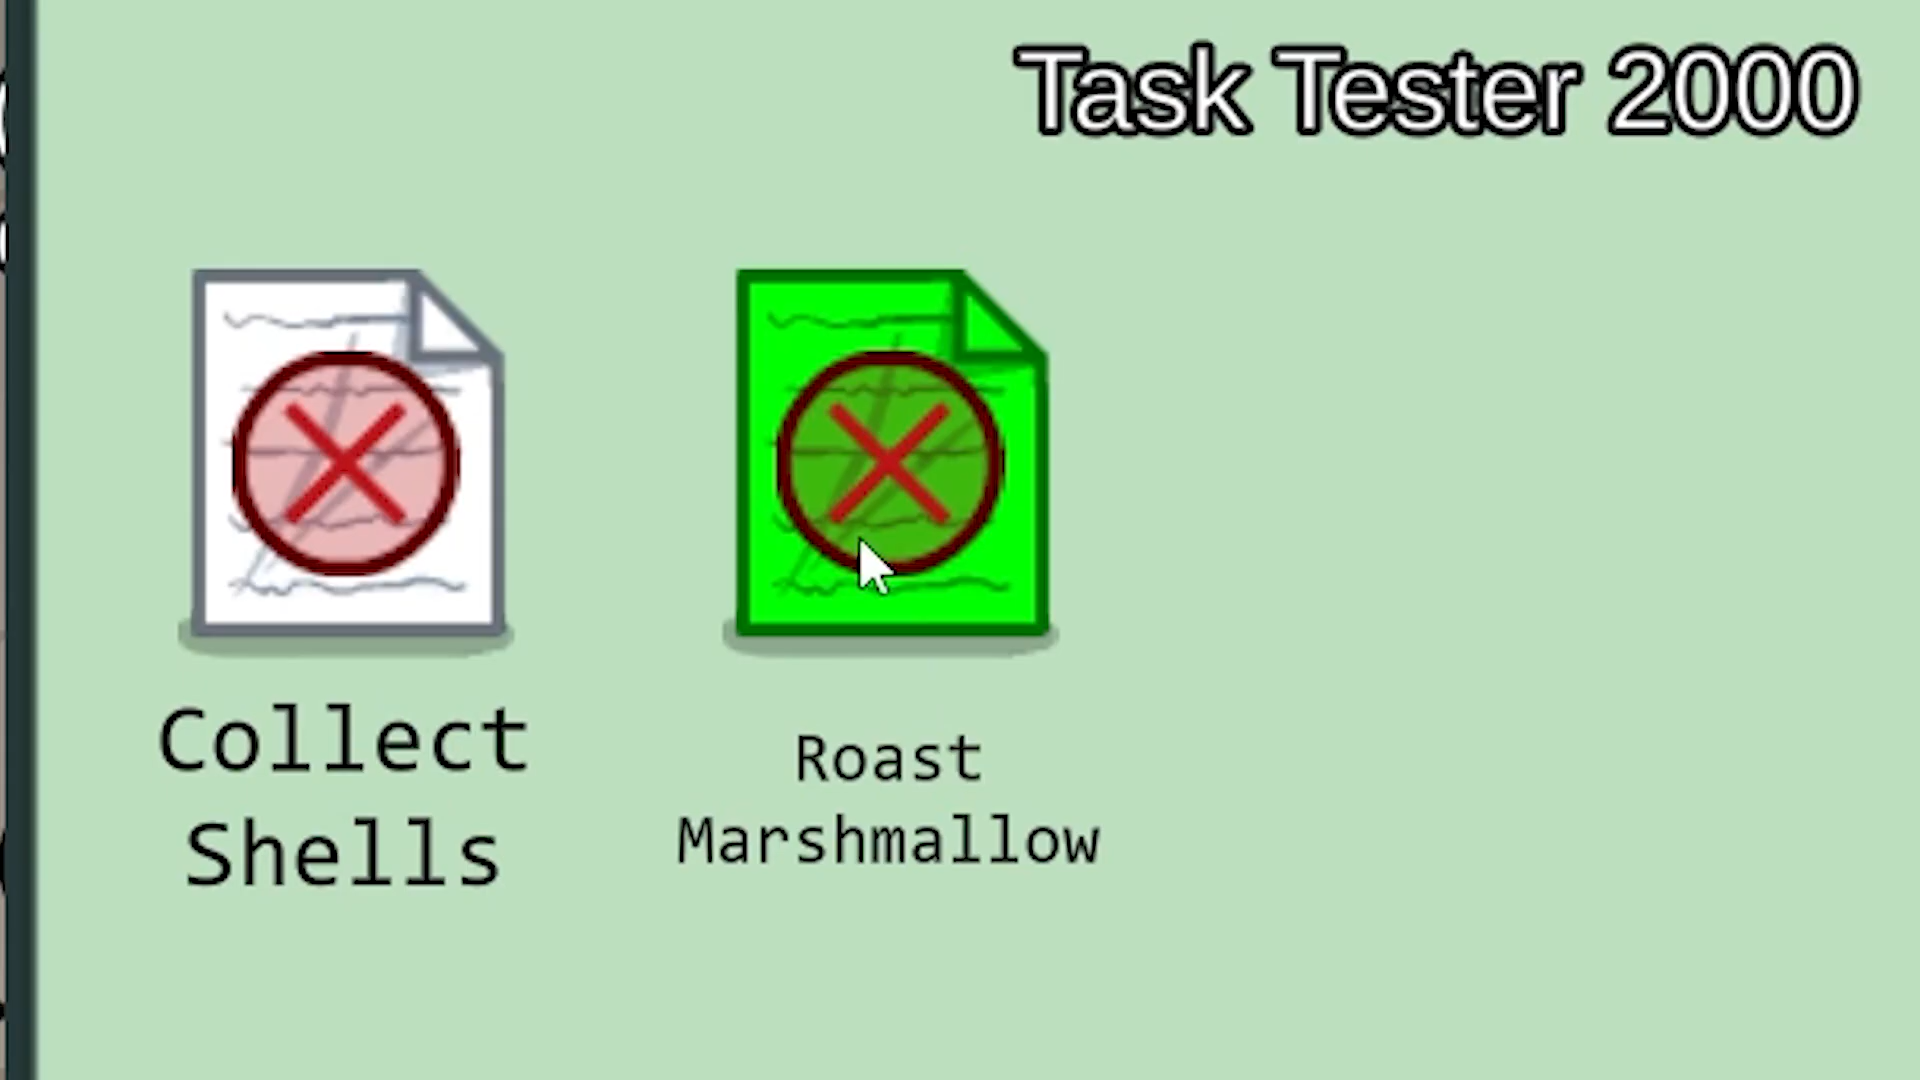 Task Tester 2000
Collect
Shells
Roast
Marshmallow